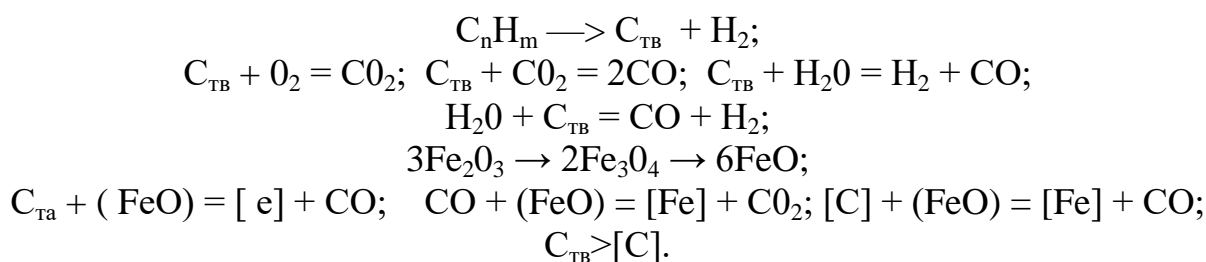 CₙHₘ —> Cтв + H₂;
Cтв + 0₂ = C0₂; Cтв + C0₂ = 2CO; Cтв + H₂0 = H₂ + CO;
H₂0 + Cтв = CO + H₂;
3Fe₂0₃ → 2Fe₃0₄ → 6FeO;
Cта + ( FeO) = [ e] + CO; CO + (FeO) = [Fe] + C0₂; [C] + (FeO) = [Fe] + CO;
Cтв>[C].